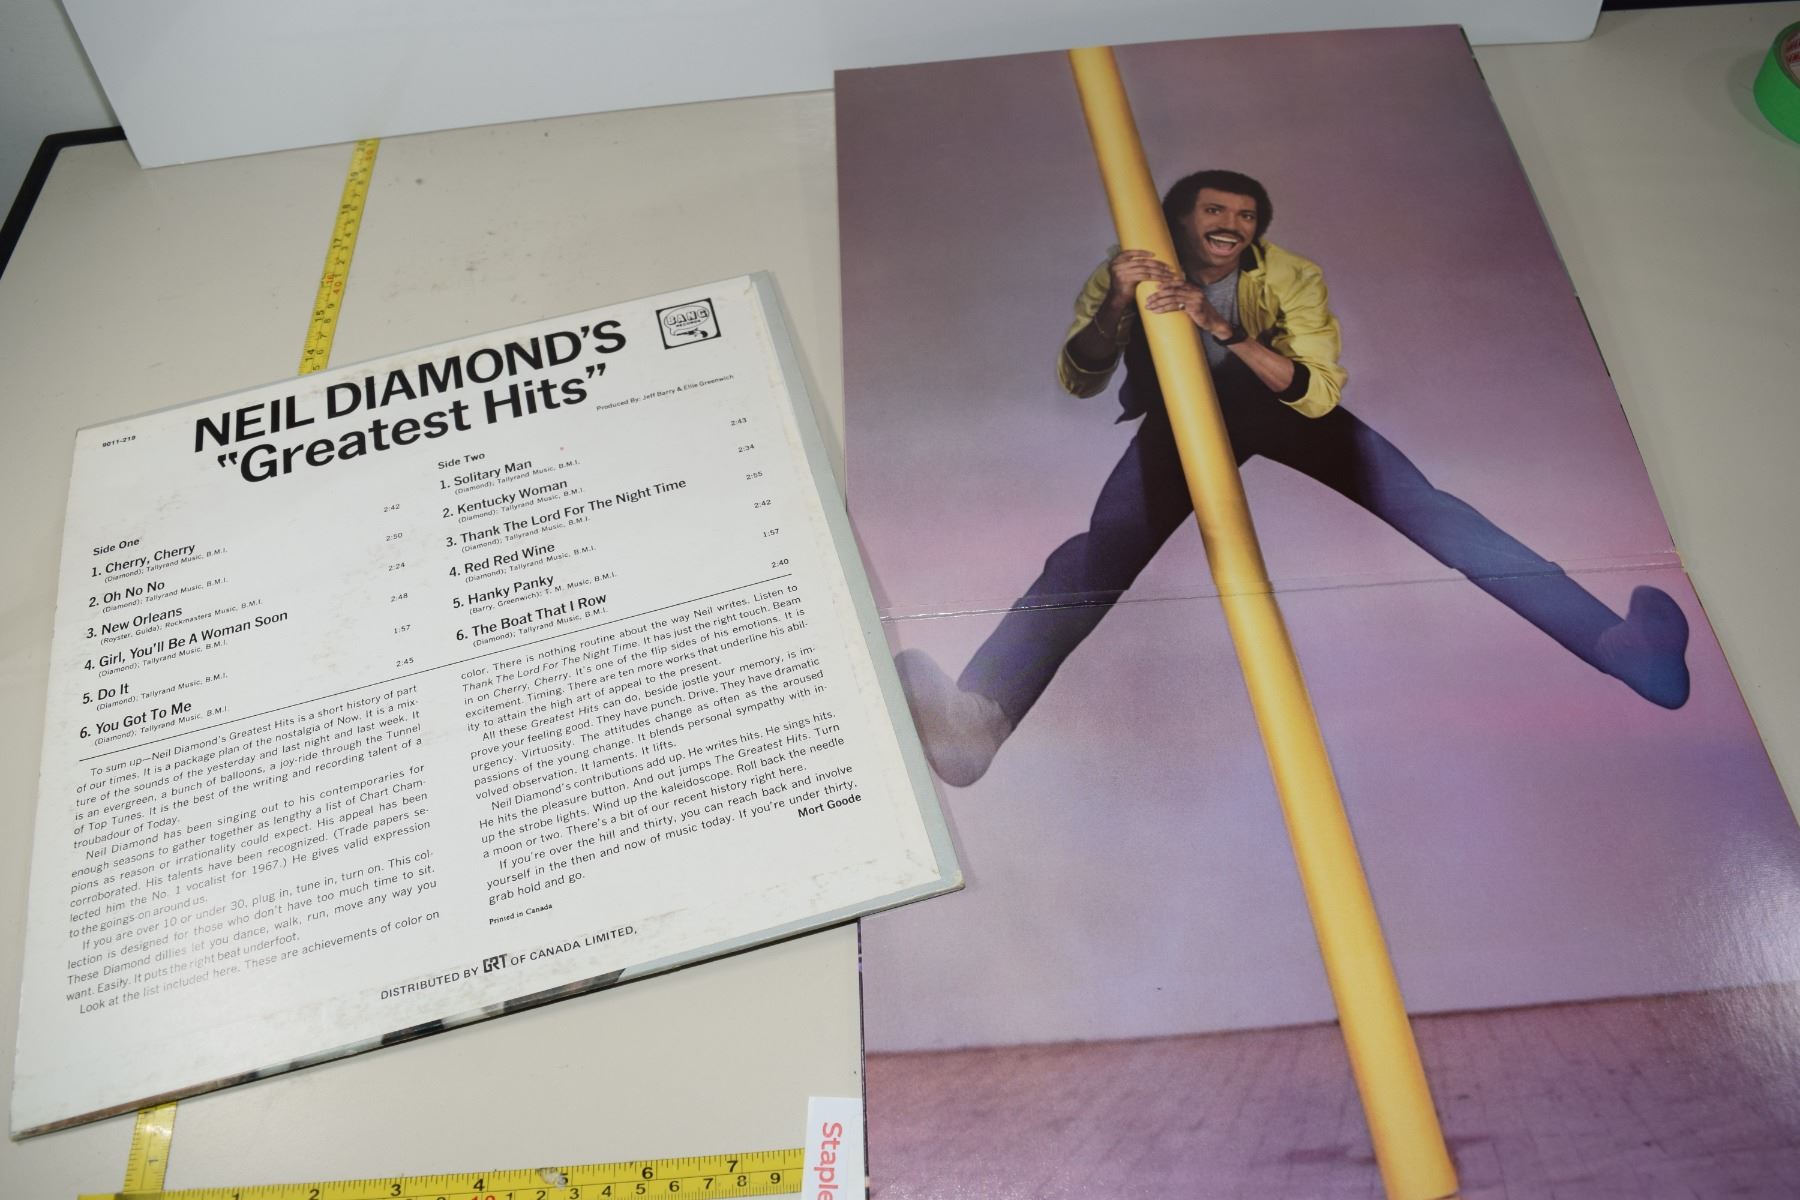 9011-219
NEIL DIAMOND'S
"Greatest Hits"
BANG
RECORDS
Produced By: Jeff Barry & Ellie Greenwich
Side One
1. Cherry, Cherry 2:42
(Diamond); Tallyrand Music, B.M.I.
2. Oh No No 2:50
(Diamond); Tallyrand Music, B.M.I.
3. New Orleans 2:24
(Royster, Guida); Rockmasters Music, B.M.I.
4. Girl, You'll Be A Woman Soon 2:48
(Diamond); Tallyrand Music, B.M.I.
5. Do It 1:57
(Diamond); Tallyrand Music, B.M.I.
6. You Got To Me 2:45
(Diamond); Tallyrand Music, B.M.I.
Side Two
1. Solitary Man 2:43
(Diamond); Tallyrand Music, B.M.I.
2. Kentucky Woman 2:34
(Diamond); Tallyrand Music, B.M.I.
3. Thank The Lord For The Night Time 2:55
(Diamond); Tallyrand Music, B.M.I.
4. Red Red Wine 2:42
(Diamond); Tallyrand Music, B.M.I.
5. Hanky Panky 1:57
(Barry, Greenwich); T. M. Music, B.M.I.
6. The Boat That I Row 2:40
(Diamond); Tallyrand Music, B.M.I.
To sum up—Neil Diamond's Greatest Hits is a short history of part
of our times. It is a package plan of the nostalgia of Now. It is a mix-
ture of the sounds of the yesterday and last night and last week. It
is an evergreen, a bunch of balloons, a joy-ride through the Tunnel
of Top Tunes. It is the best of the writing and recording talent of a
troubadour of Today.
Neil Diamond has been singing out to his contemporaries for
enough seasons to gather together as lengthy a list of Chart Cham-
pions as reason or irrationality could expect. His appeal has been
corroborated. His talents have been recognized. (Trade papers se-
lected him the No. 1 vocalist for 1967.) He gives valid expression
to the goings-on around us.
If you are over 10 or under 30, plug in, tune in, turn on. This col-
lection is designed for those who don't have too much time to sit.
These Diamond dillies let you dance, walk, run, move any way you
want. Easily. It puts the right beat underfoot.
Look at the list included here. These are achievements of color on
color. There is nothing routine about the way Neil writes. Listen to
Thank The Lord For The Night Time. It has just the right touch. Beam
in on Cherry, Cherry. It's one of the flip sides of his emotions. It is
excitement. Timing. There are ten more works that underline his abil-
ity to attain the high art of appeal to the present.
All these Greatest Hits can do, beside jostle your memory, is im-
prove your feeling good. They have punch. Drive. They have dramatic
urgency. Virtuosity. The attitudes change as often as the aroused
passions of the young change. It blends personal sympathy with in-
volved observation. It laments. It lifts.
Neil Diamond's contributions add up. He writes hits. He sings hits.
He hits the pleasure button. And out jumps The Greatest Hits. Turn
up the strobe lights. Wind up the kaleidoscope. Roll back the needle
a moon or two. There's a bit of our recent history right here.
If you're over the hill and thirty, you can reach back and involve
yourself in the then and now of music today. If you're under thirty,
grab hold and go.
Mort Goode
Printed in Canada
DISTRIBUTED BY GRT OF CANADA LIMITED,
Staple
1 2 3 4 5 6 7
10 1 2 3 4 5 6 7 8 9